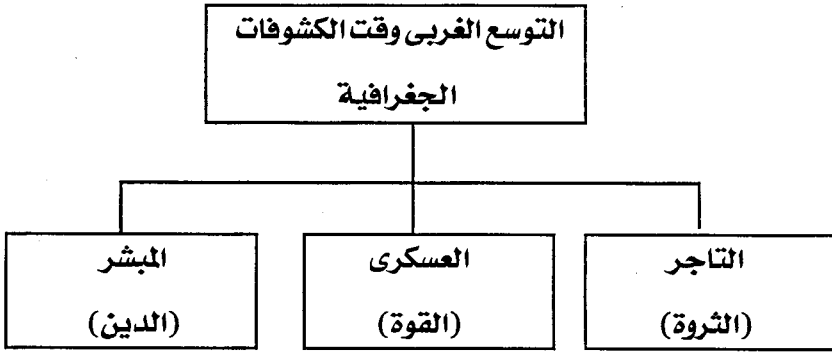 التوسع الغربى وقت الكشوفات
الجغرافية
التاجر
(الثروة)
العسكرى
(القوة)
المبشر
(الدين)